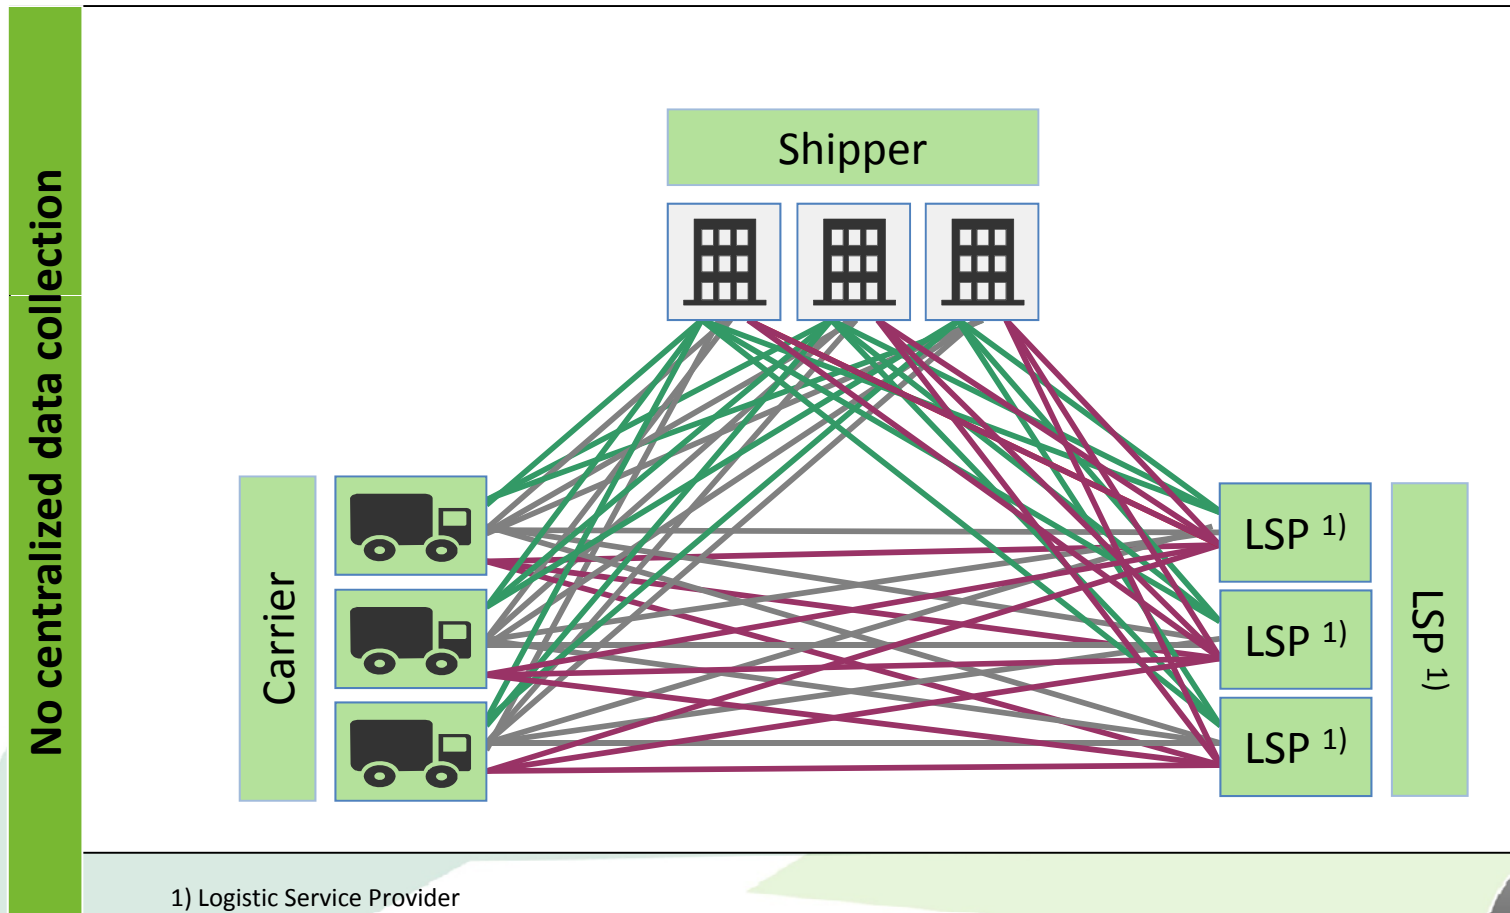 No centralized data collection
Shipper
Carrier
LSP 1)
LSP 1)
LSP 1)
LSP 1)
1) Logistic Service Provider